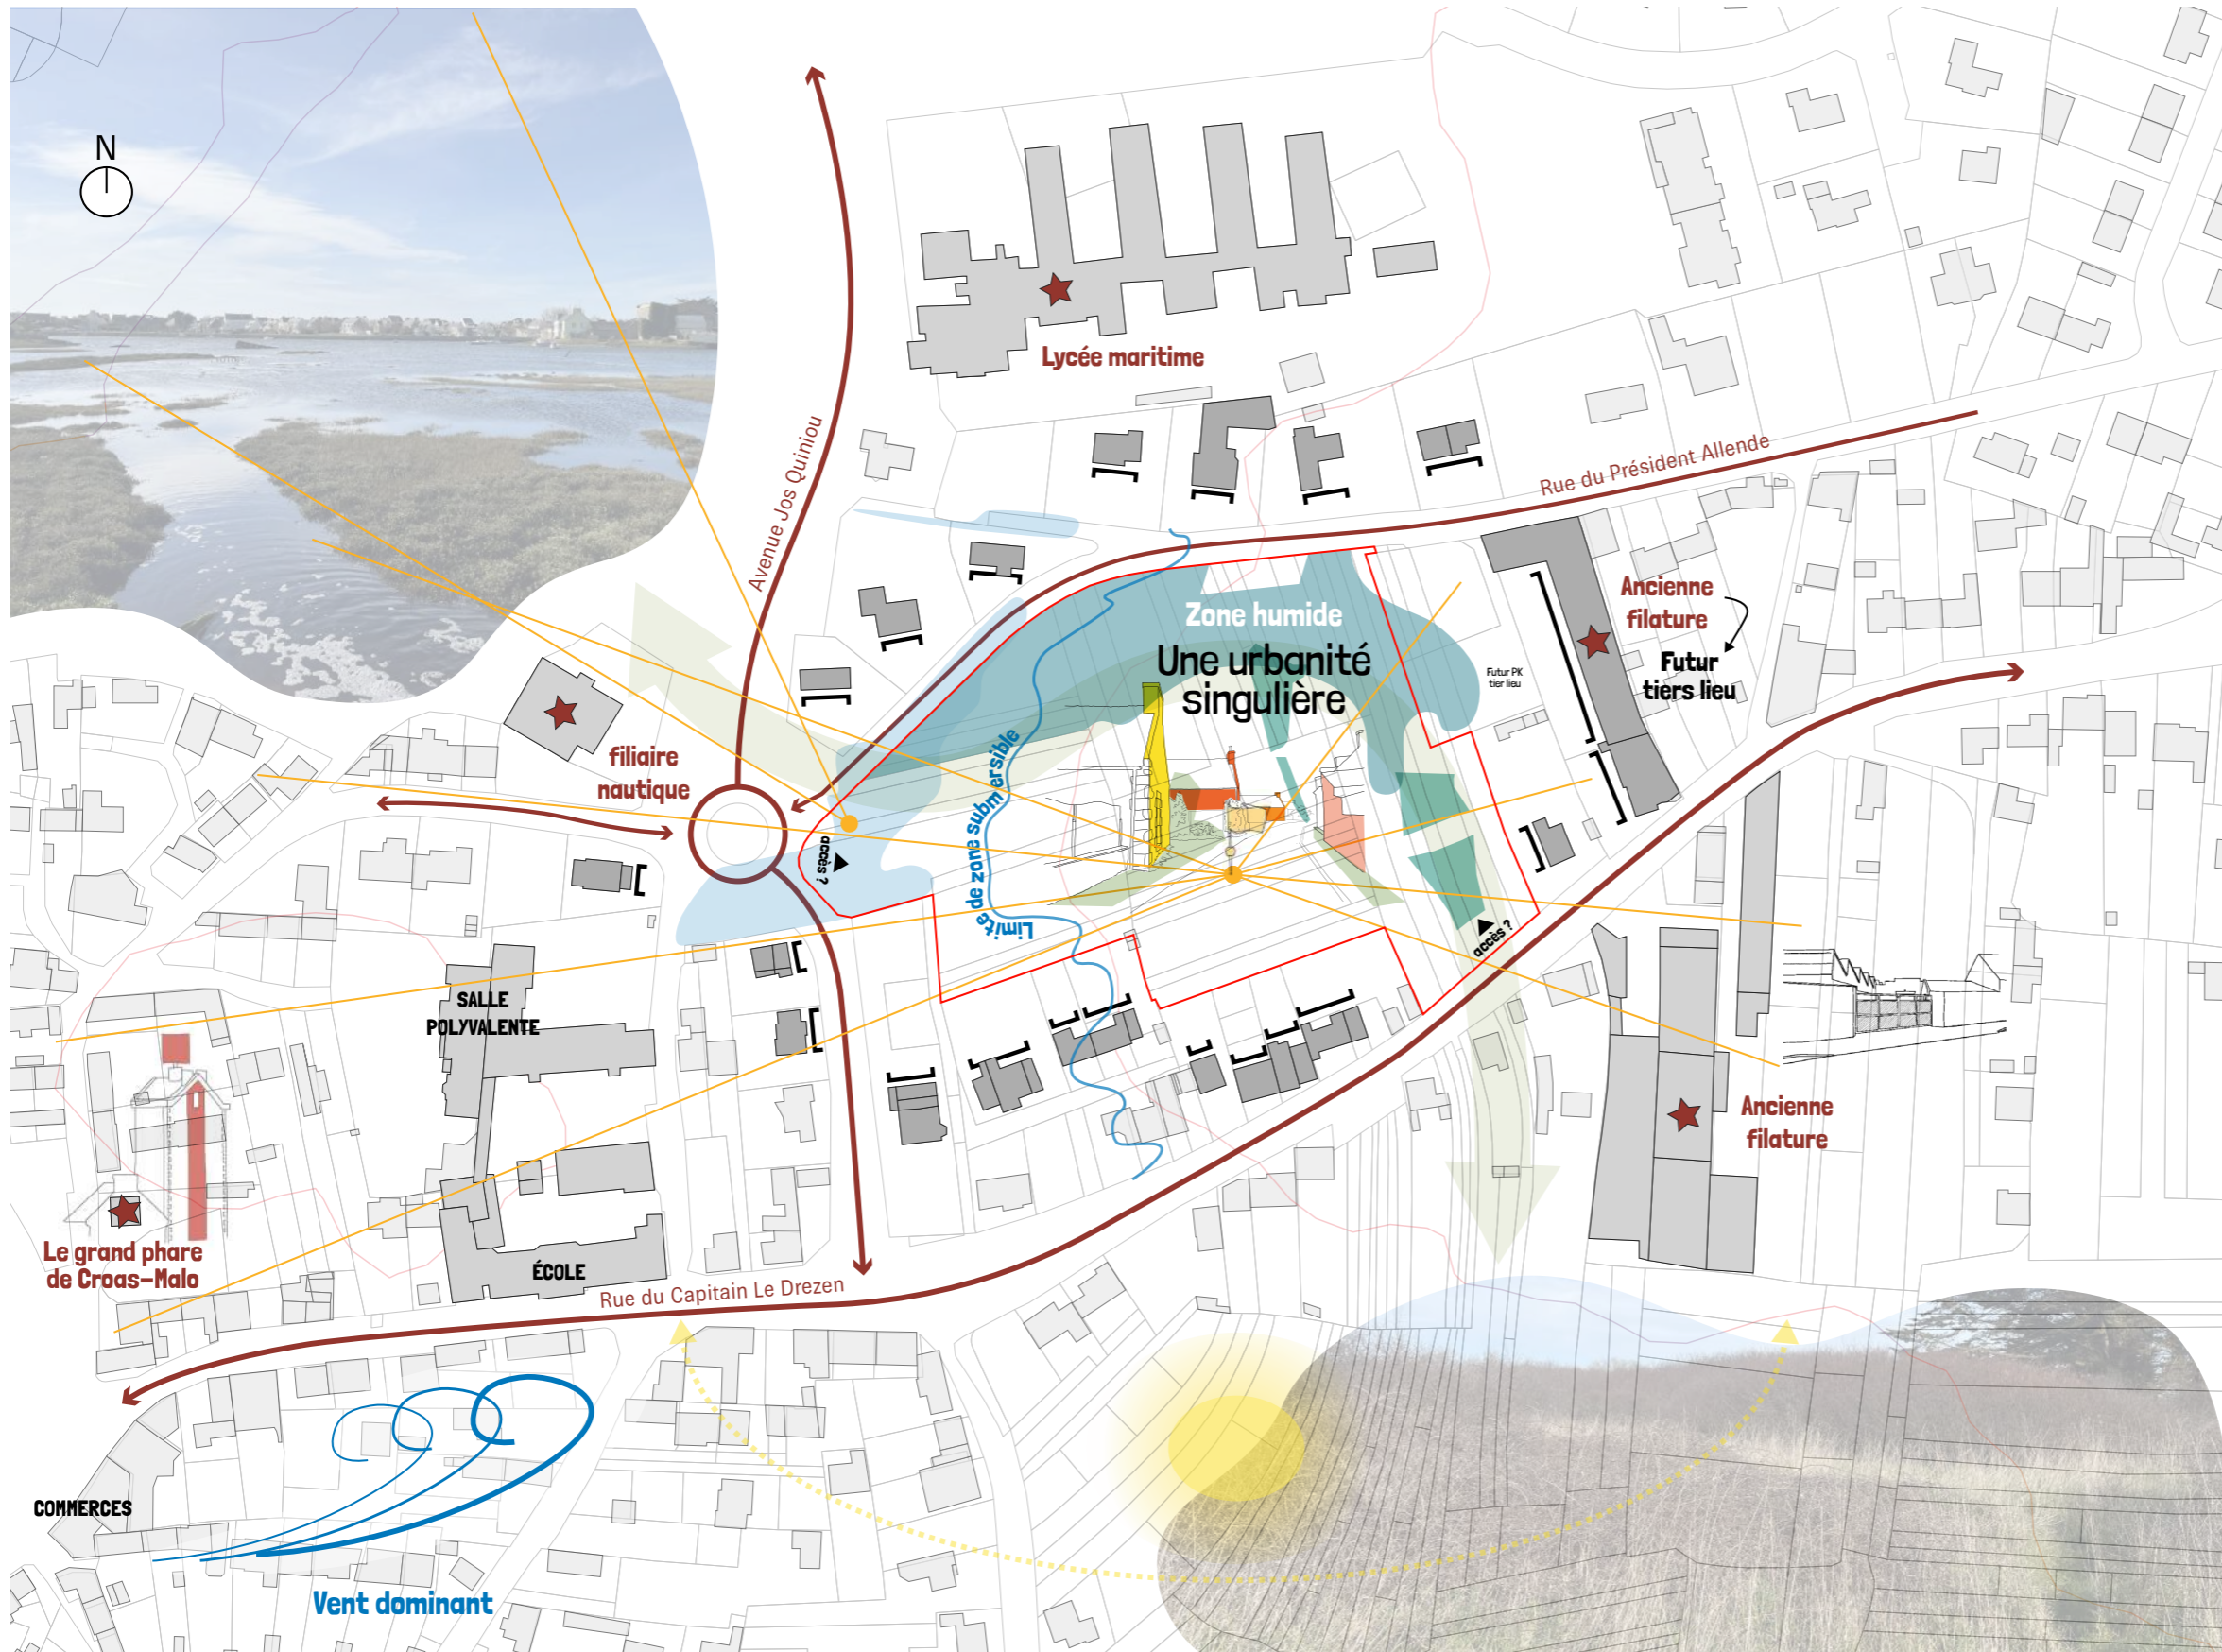 N
Avenue Jos Quiniou
Lycée maritime
Rue du Président Allende
Zone humide
Une urbanité
singulière
Ancienne
filature
Futur
tiers lieu
Futur PK
tier lieu
filiaire
nautique
accès ?
Limite de zone submersible
accès ?
SALLE
POLYVALENTE
Le grand phare
de Croas-Malo
ÉCOLE
Rue du Capitain Le Drezen
Ancienne
filature
COMMERCES
Vent dominant